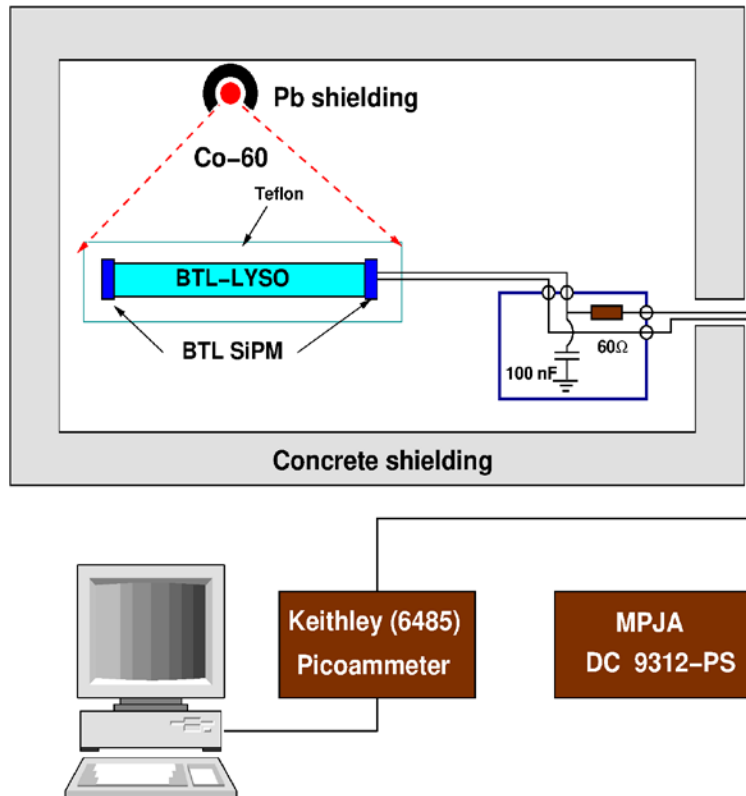 Pb shielding
Co-60
Teflon
BTL-LYSO
BTL SiPM
60Ω
100 nF
Concrete shielding
Keithley (6485)
Picoammeter
MPJA
DC 9312-PS